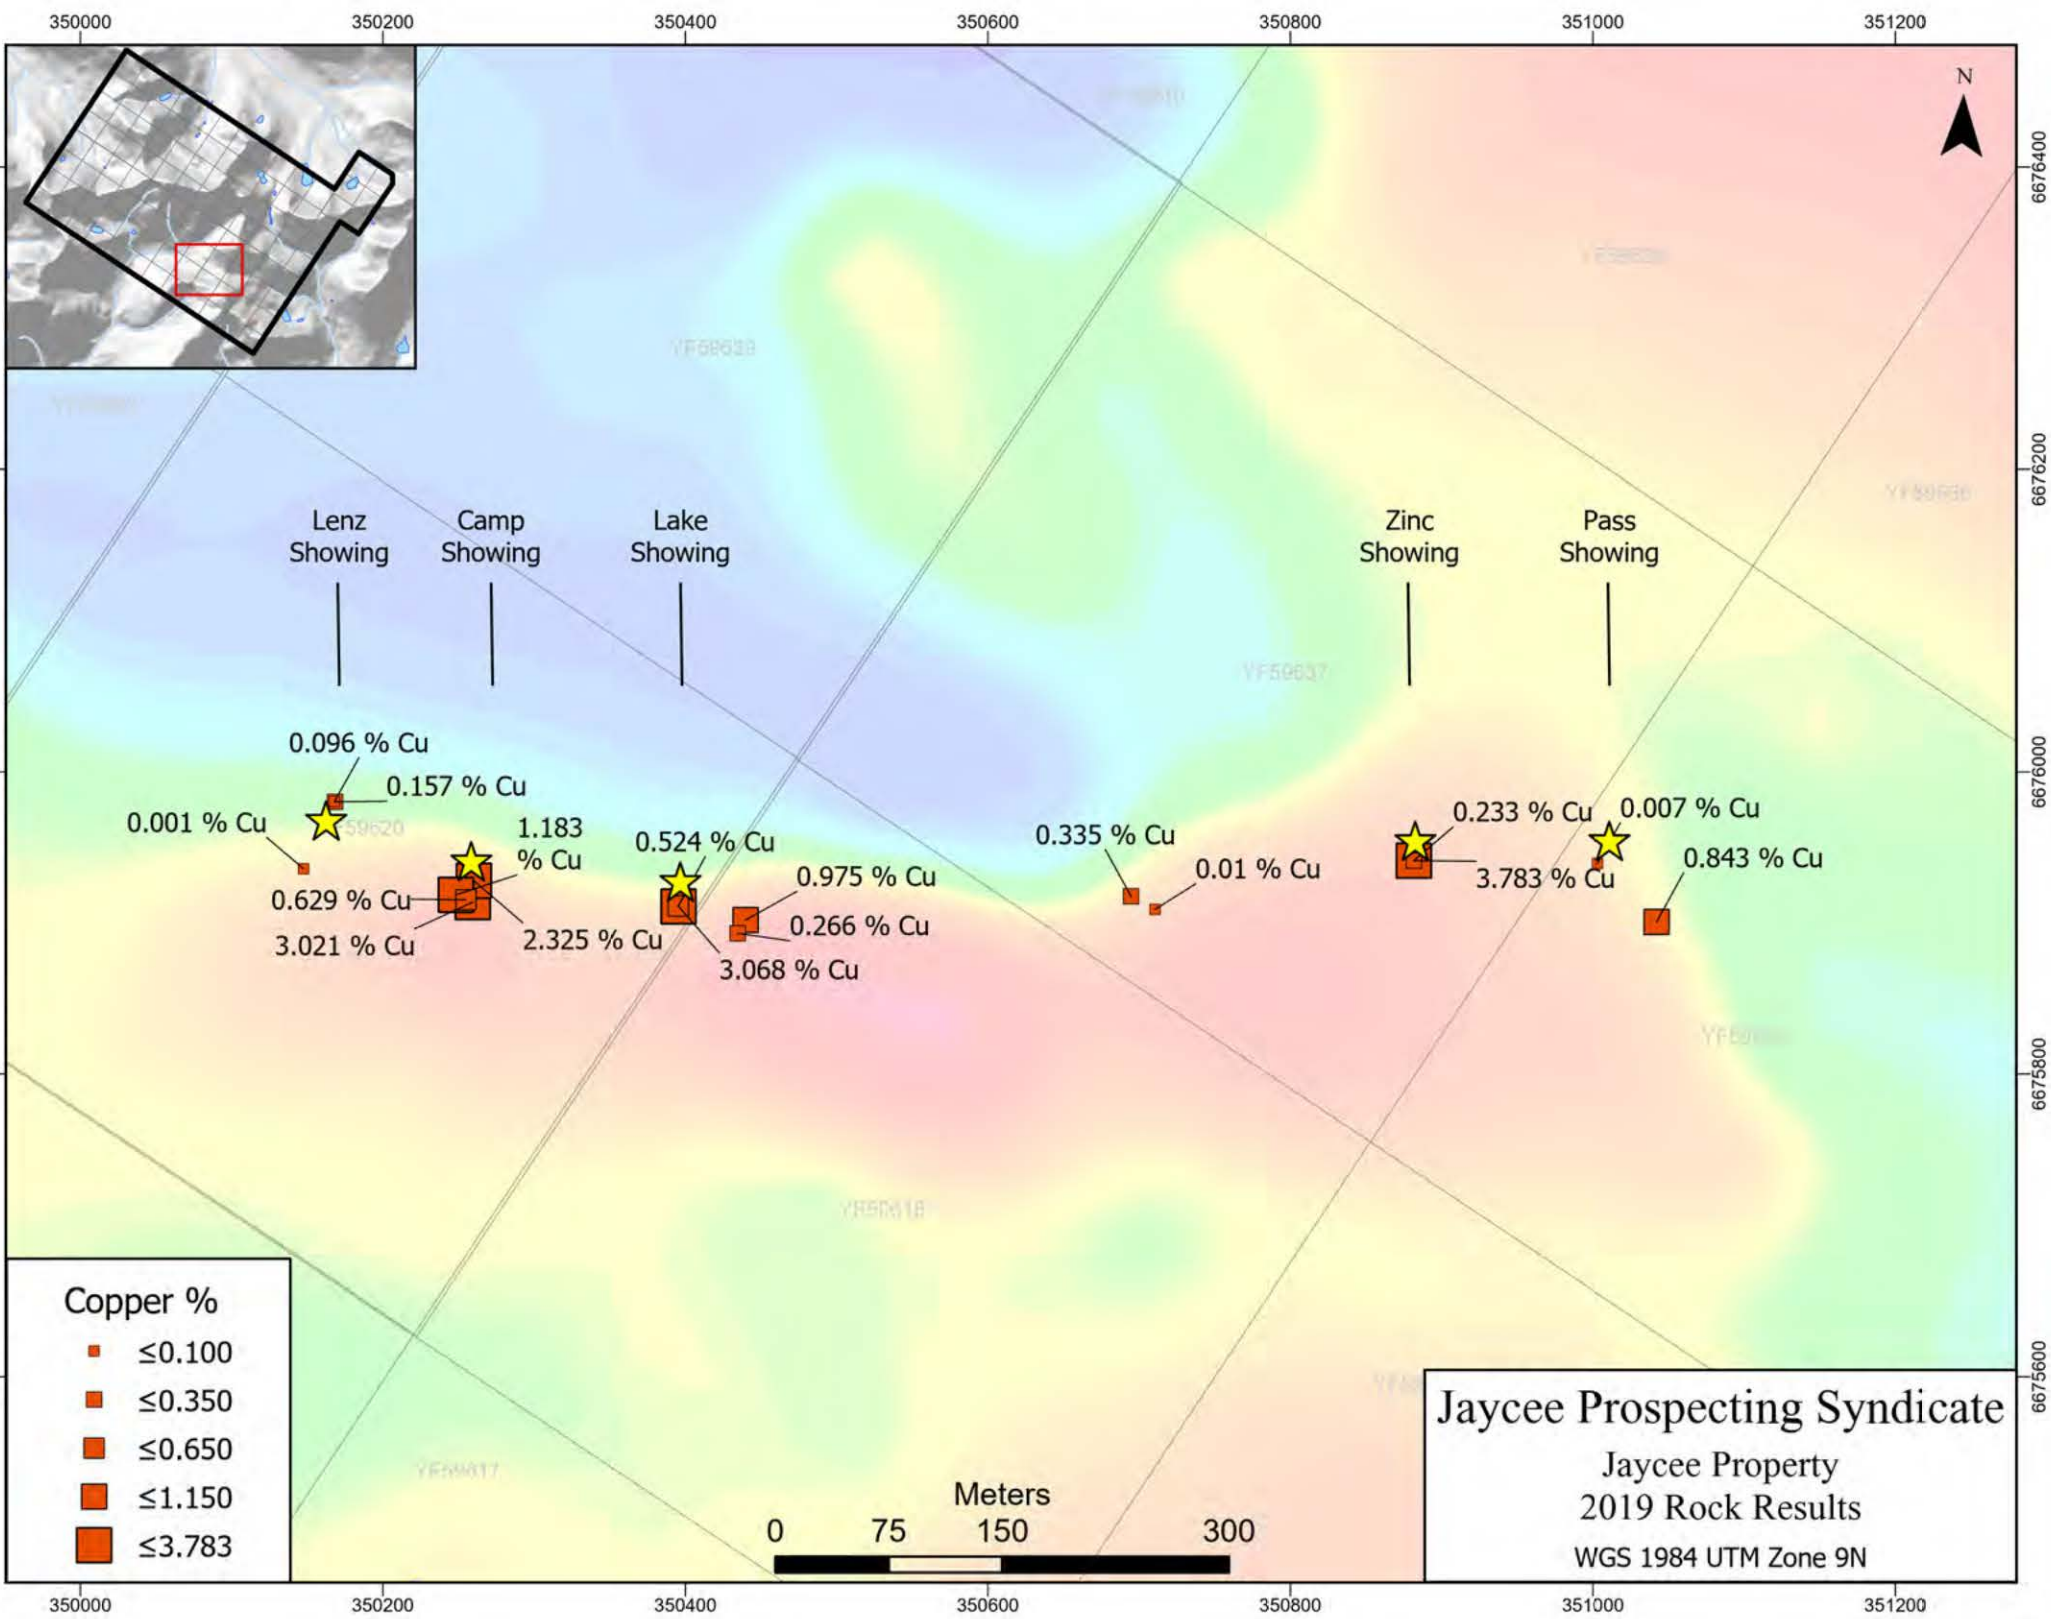 350000
350200
350400
350600
350800
351000
351200
N
6676400
6676200
6676000
6675800
6675600
YF59639
YF59637
Lenz
Showing
Camp
Showing
Lake
Showing
Zinc
Showing
Pass
Showing
0.096 % Cu
0.157 % Cu
0.001 % Cu
59620
1.183
% Cu
0.629 % Cu
3.021 % Cu
2.325 % Cu
0.524 % Cu
0.975 % Cu
0.266 % Cu
3.068 % Cu
0.335 % Cu
0.01 % Cu
0.233 % Cu
3.783 % Cu
0.007 % Cu
0.843 % Cu
YF59618
YF59617
Copper %
≤0.100
≤0.350
≤0.650
≤1.150
≤3.783
Meters
0
75
150
300
Jaycee Prospecting Syndicate
Jaycee Property
2019 Rock Results
WGS 1984 UTM Zone 9N
350000
350200
350400
350600
350800
351000
351200